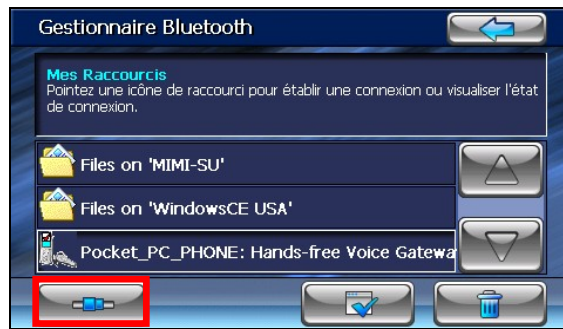 Gestionnaire Bluetooth
Mes Raccourcis
Pointez une icône de raccourci pour établir une connexion ou visualiser l'état
de connexion.
Files on 'MIMI-SU'
Files on 'WindowsCE USA'
Pocket_PC_PHONE: Hands-free Voice Gatewa